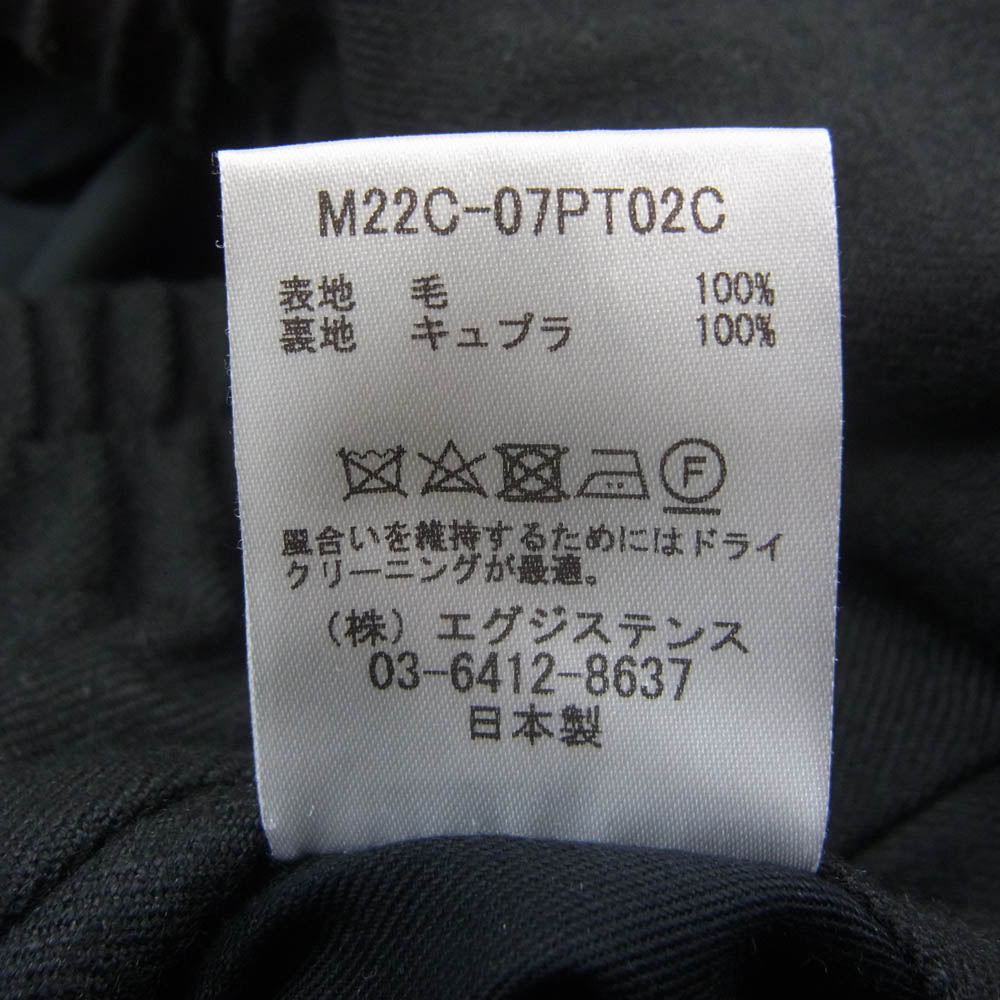 M22C-07PT02C
表地 毛 100%
裏地 キュプラ 100%
F
風合いを維持するためにはドライ
クリーニングが最適。
(株) エグジステンス
03-6412-8637
日本製